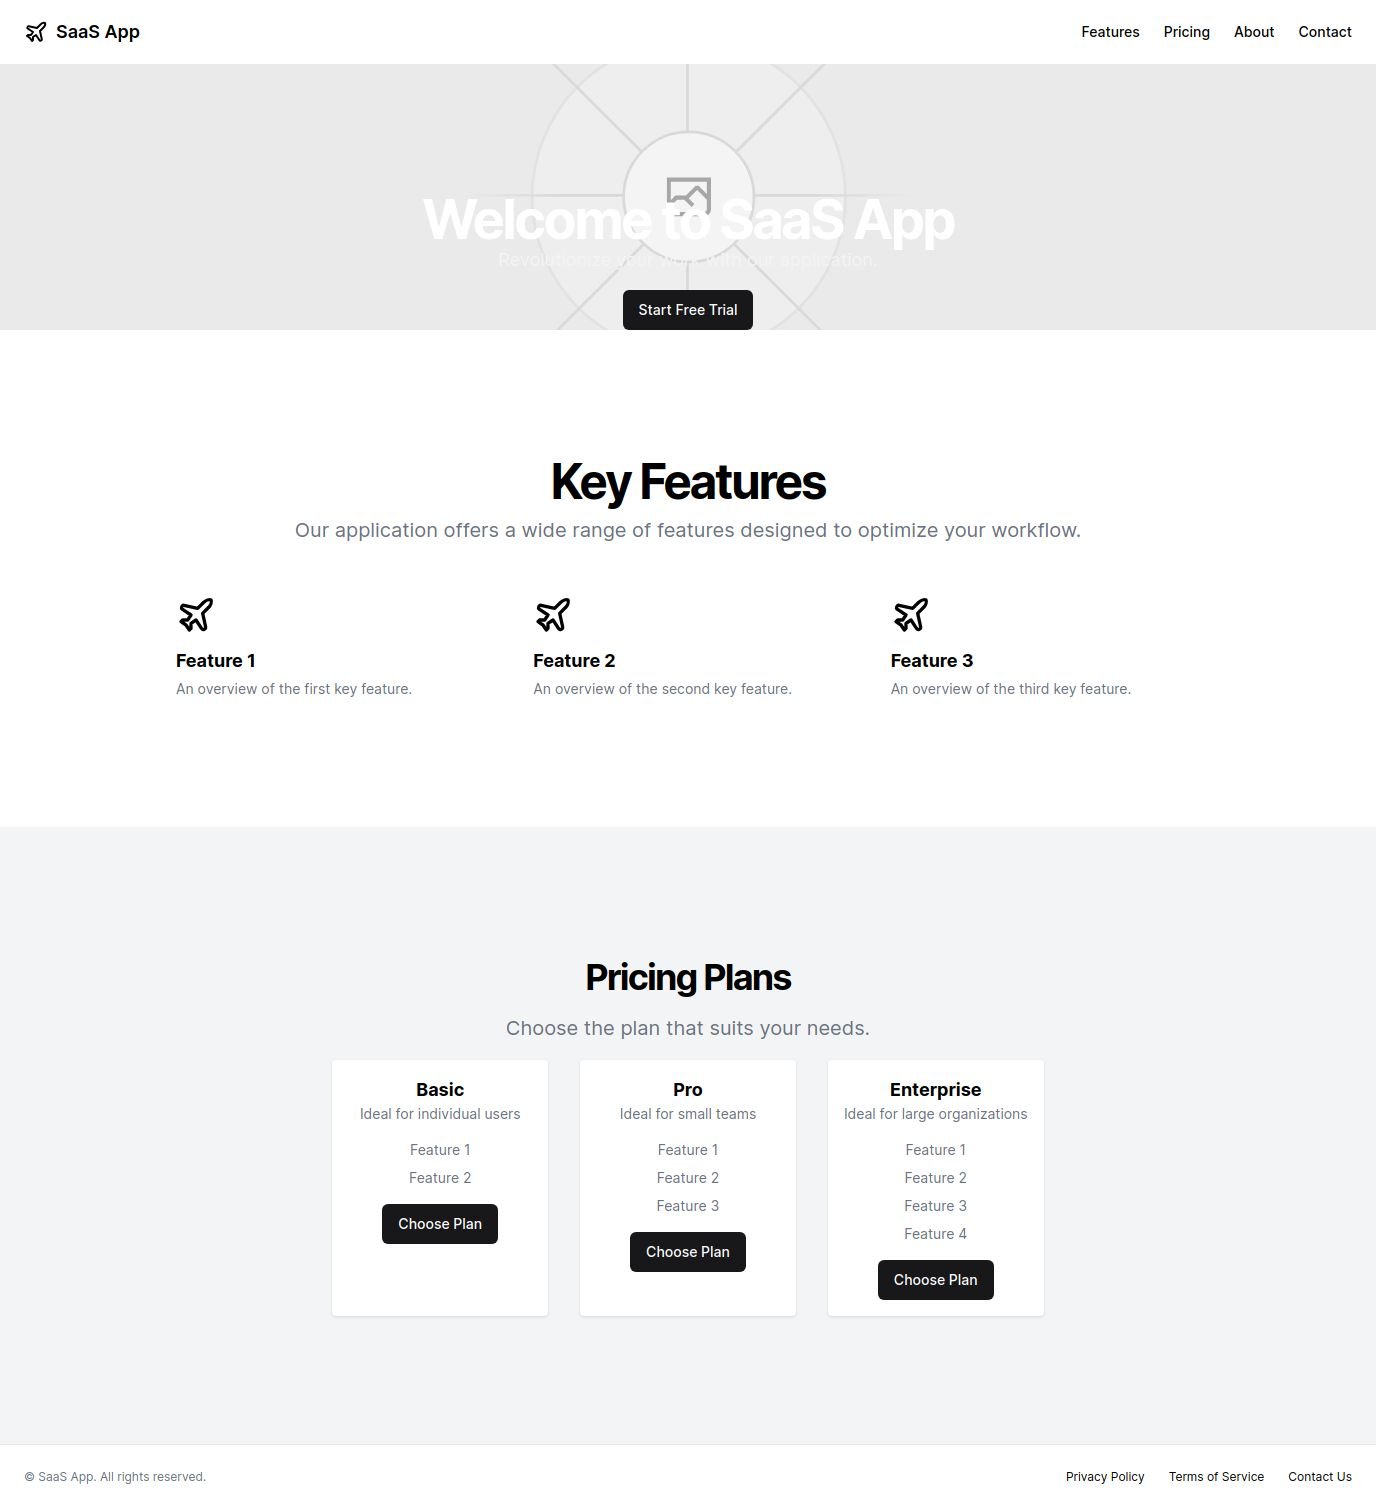 SaaS App
Features Pricing About Contact
Welcome to SaaS App
Revolutionize your work with our application.
Start Free Trial
Key Features
Our application offers a wide range of features designed to optimize your workflow.
Feature 1
An overview of the first key feature.
Feature 2
An overview of the second key feature.
Feature 3
An overview of the third key feature.
Pricing Plans
Choose the plan that suits your needs.
Basic
Ideal for individual users
Feature 1
Feature 2
Choose Plan
Pro
Ideal for small teams
Feature 1
Feature 2
Feature 3
Choose Plan
Enterprise
Ideal for large organizations
Feature 1
Feature 2
Feature 3
Feature 4
Choose Plan
© SaaS App. All rights reserved.
Privacy Policy Terms of Service Contact Us